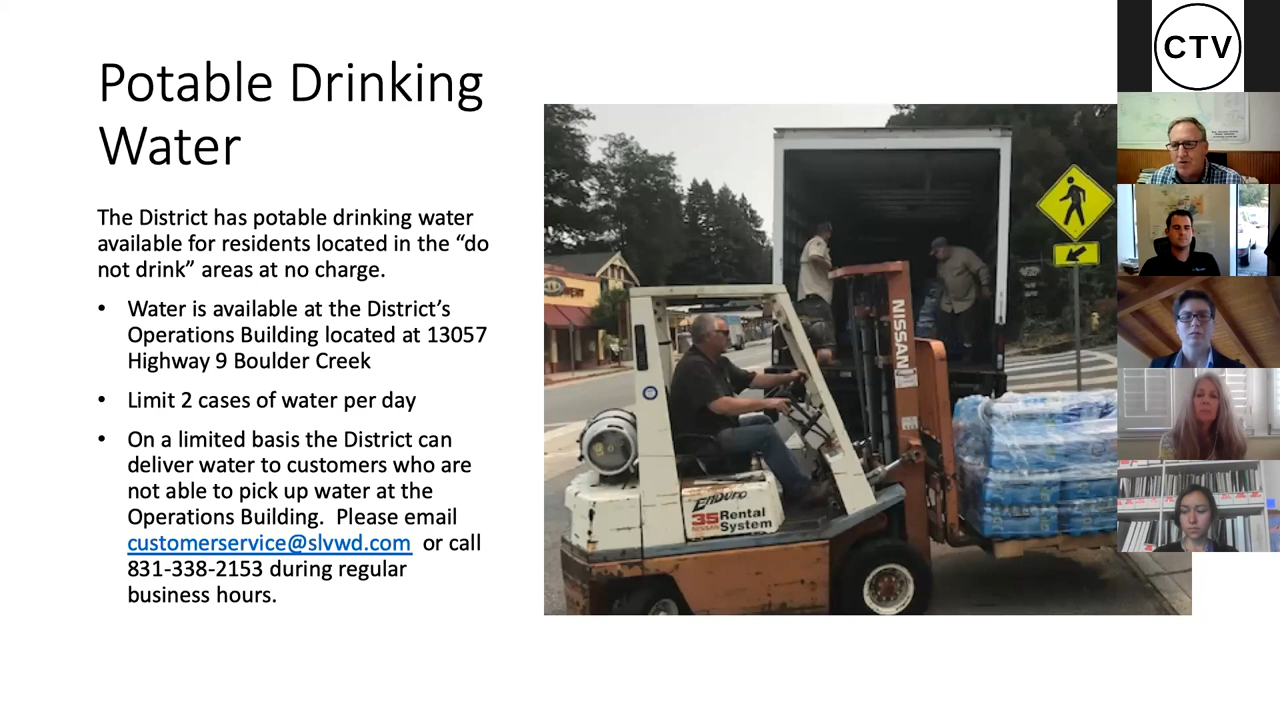 Potable Drinking
Water
The District has potable drinking water
available for residents located in the “do
not drink” areas at no charge.
• Water is available at the District’s
Operations Building located at 13057
Highway 9 Boulder Creek
• Limit 2 cases of water per day
• On a limited basis the District can
deliver water to customers who are
not able to pick up water at the
Operations Building.  Please email
customerservice@slvwd.com  or call
831-338-2153 during regular
business hours.
NISSAN
Enduro
35 Rental
NISSAN System
CTV